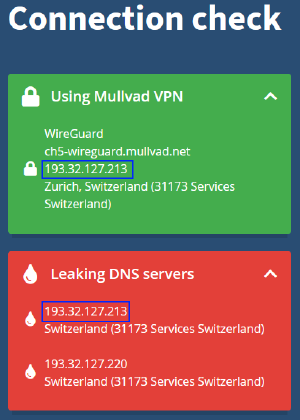 Connection check
Using Mullvad VPN
WireGuard
ch5-wireguard.mullvad.net
193.32.127.213
Zurich, Switzerland (31173 Services
Switzerland)
Leaking DNS servers
193.32.127.213
Switzerland (31173 Services Switzerland)
193.32.127.220
Switzerland (31173 Services Switzerland)